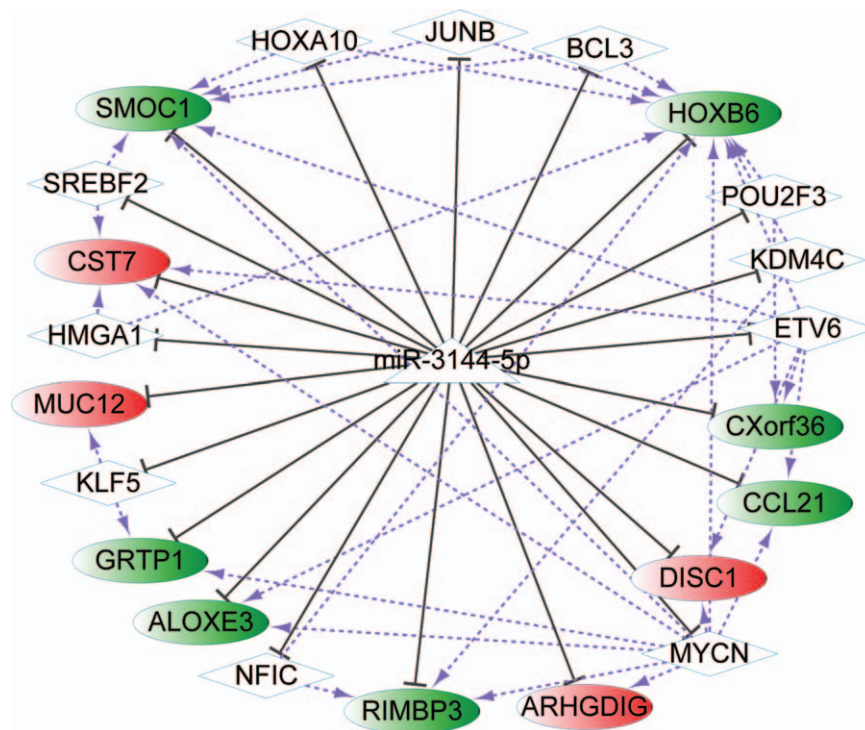 JUNB
HOXA10
BCL3
SMOC1
HOXB6
SREBF2
POU2F3
CST7
KDM4C
HMGA1
ETV6
miR-3144-5p
MUC12
CXorf36
KLF5
CCL21
GRTP1
DISC1
ALOXE3
MYCN
NFIC
RIMBP3
ARHGDIG